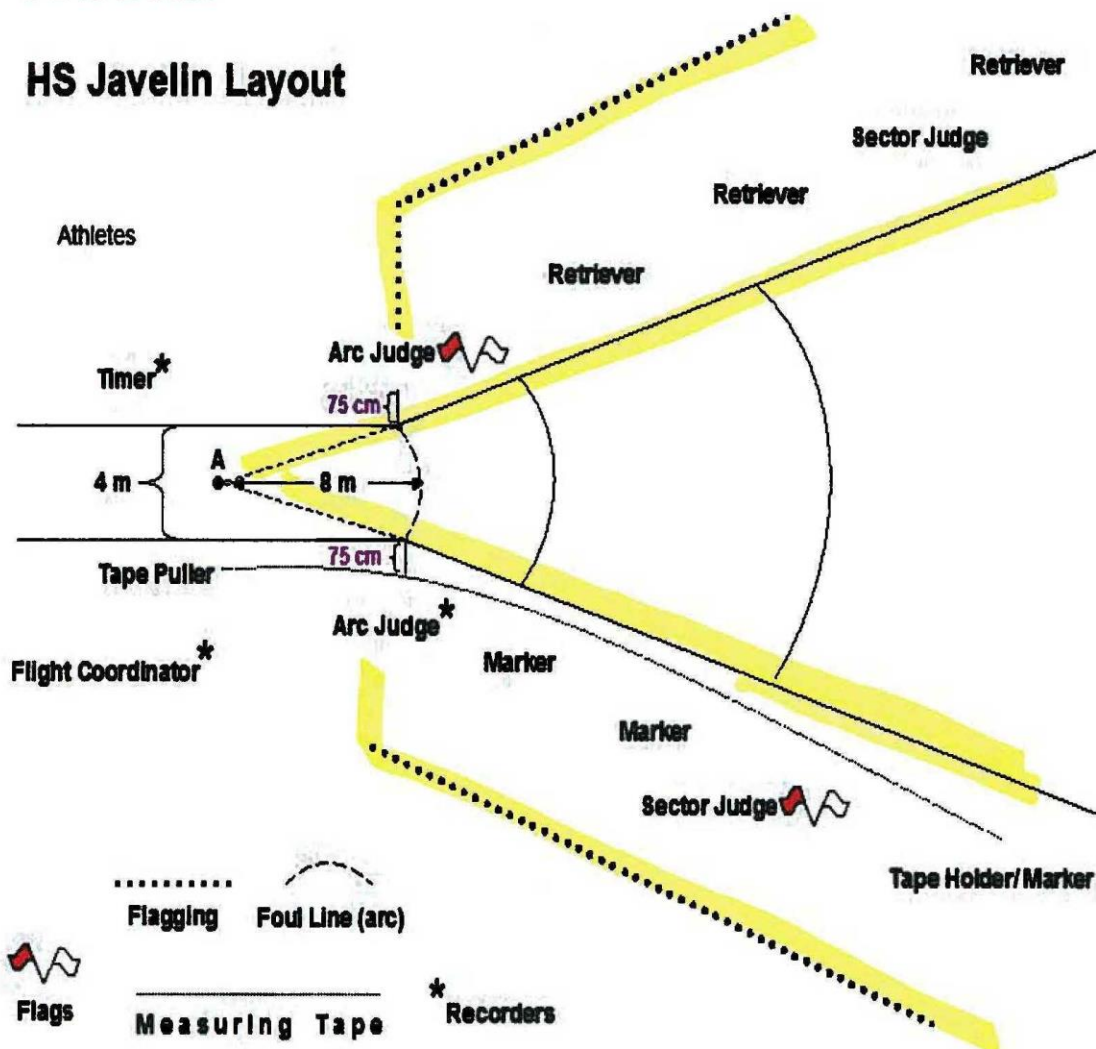 HS Javelin Layout
Retriever
Sector Judge
Retriever
Athletes
Retriever
Arc Judge
Timer*
75 cm
A
4 m
8 m
75 cm
Tape Puller
Arc Judge*
Marker
Flight Coordinator*
Marker
Sector Judge
Tape Holder/Marker
Flagging
Foul Line (arc)
Flags
Measuring Tape
*Recorders